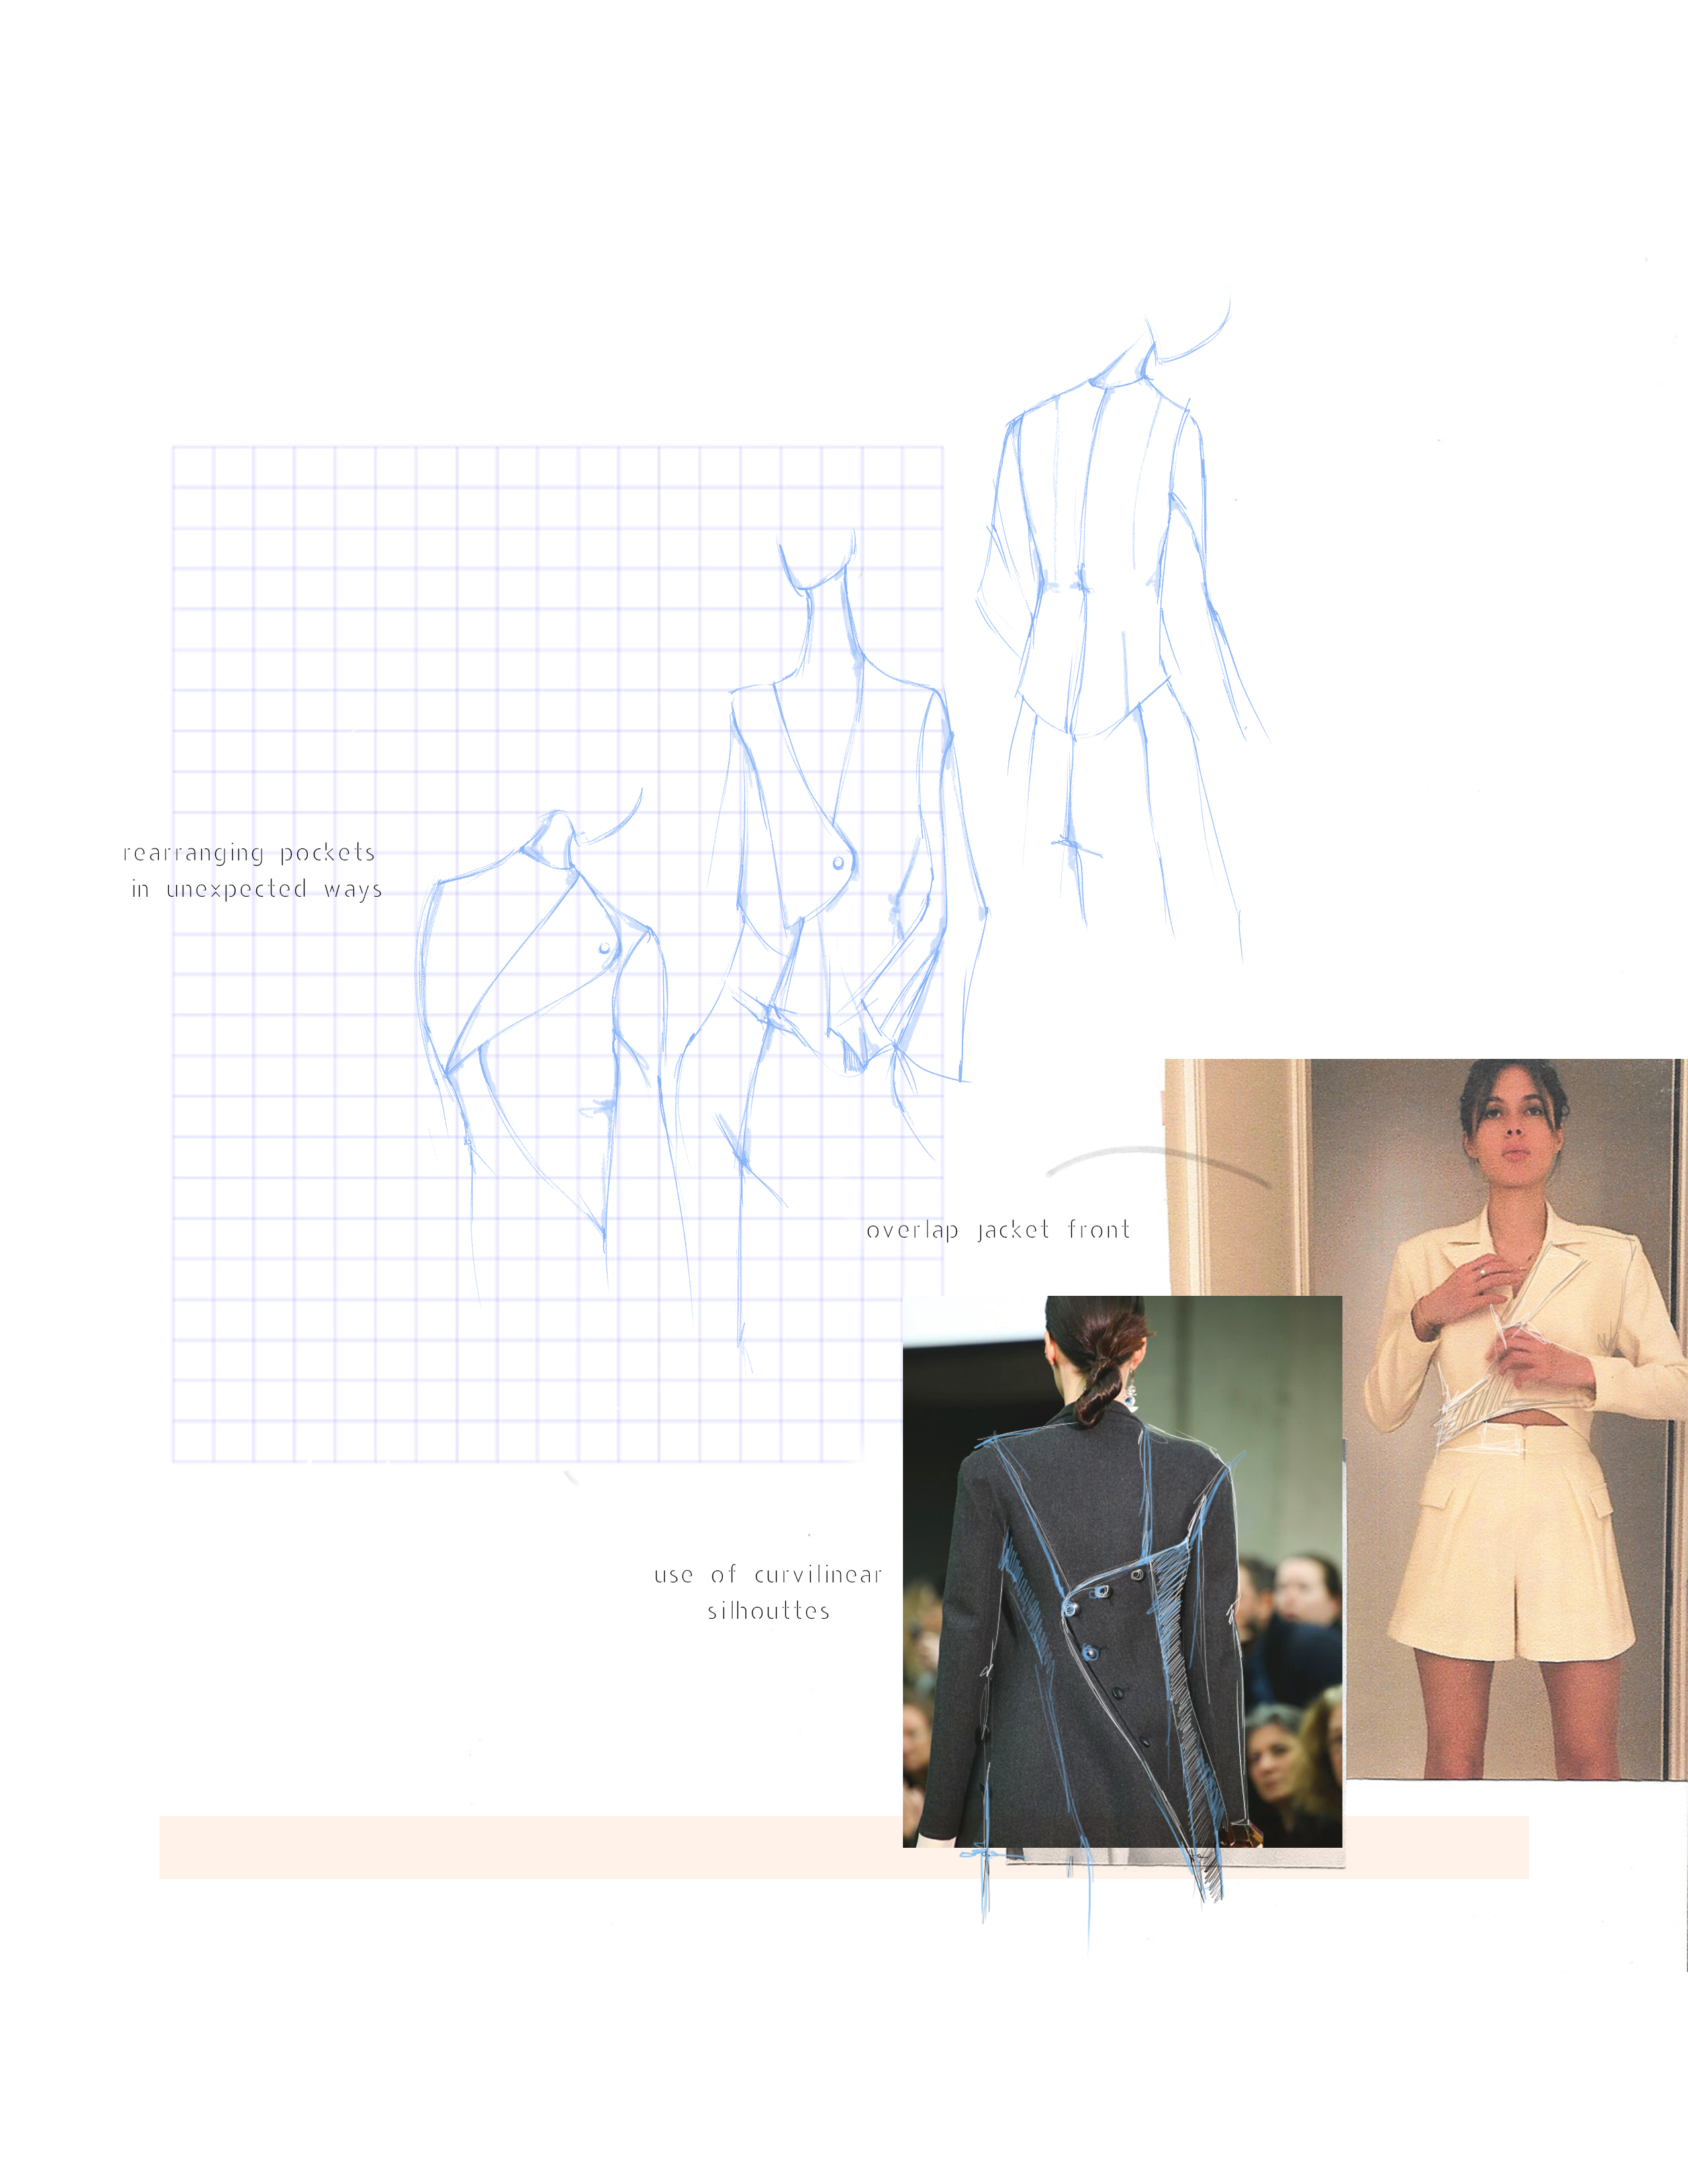 rearranging pockets
in unexpected ways
overlap jacket front
use of curvilinear
silhouttes